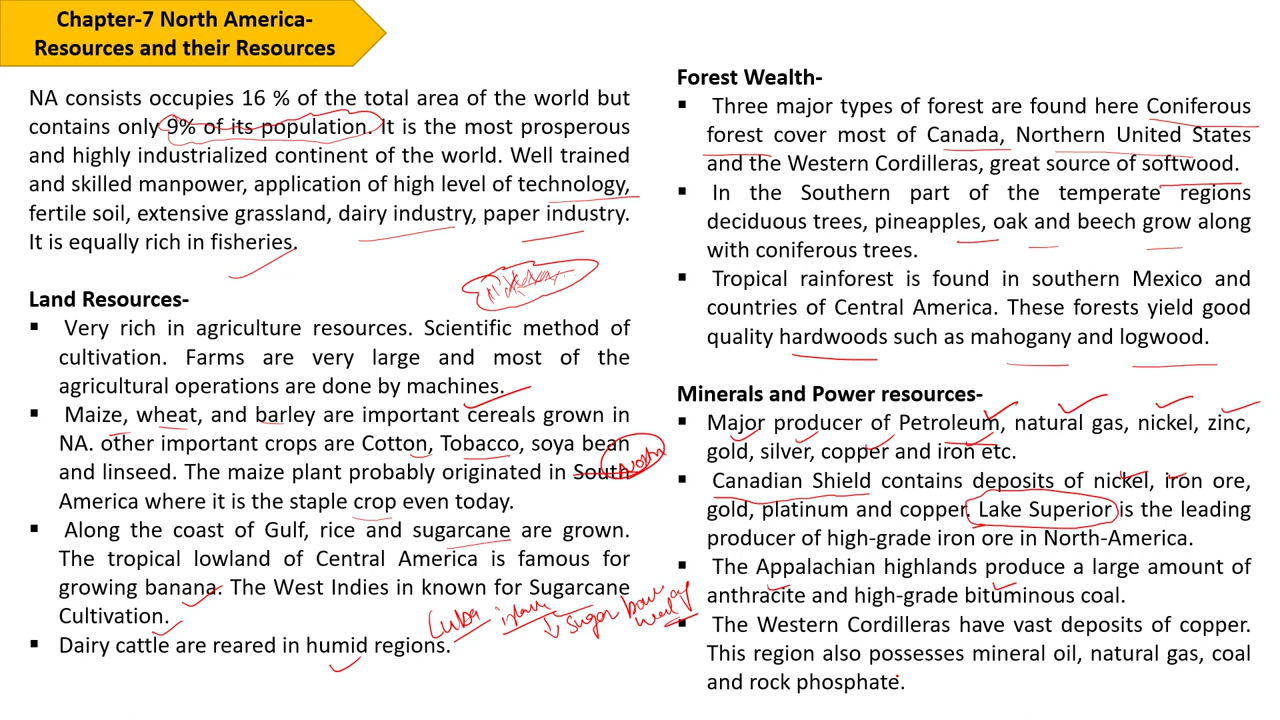 Chapter-7 North America-
Resources and their Resources
NA consists occupies 16 % of the total area of the world but
contains only 9% of its population. It is the most prosperous
and highly industrialized continent of the world. Well trained
and skilled manpower, application of high level of technology,
fertile soil, extensive grassland, dairy industry, paper industry.
It is equally rich in fisheries.
Land Resources-
▪ Very rich in agriculture resources. Scientific method of
cultivation. Farms are very large and most of the
agricultural operations are done by machines.
▪ Maize, wheat, and barley are important cereals grown in
NA. other important crops are Cotton, Tobacco, soya bean
and linseed. The maize plant probably originated in South
North
America where it is the staple crop even today.
▪ Along the coast of Gulf, rice and sugarcane are grown.
The tropical lowland of Central America is famous for
growing banana. The West Indies in known for Sugarcane
Cultivation.
Cuba → Sugar bowl
▪ Dairy cattle are reared in humid regions.
Forest Wealth-
▪ Three major types of forest are found here Coniferous
forest cover most of Canada, Northern United States
and the Western Cordilleras, great source of softwood.
▪ In the Southern part of the temperate regions
deciduous trees, pineapples, oak and beech grow along
with coniferous trees.
▪ Tropical rainforest is found in southern Mexico and
countries of Central America. These forests yield good
quality hardwoods such as mahogany and logwood.
Minerals and Power resources-
▪ Major producer of Petroleum, natural gas, nickel, zinc,
gold, silver, copper and iron etc.
▪ Canadian Shield contains deposits of nickel, iron ore,
gold, platinum and copper. Lake Superior is the leading
producer of high-grade iron ore in North-America.
▪ The Appalachian highlands produce a large amount of
anthracite and high-grade bituminous coal.
▪ The Western Cordilleras have vast deposits of copper.
This region also possesses mineral oil, natural gas, coal
and rock phosphate.